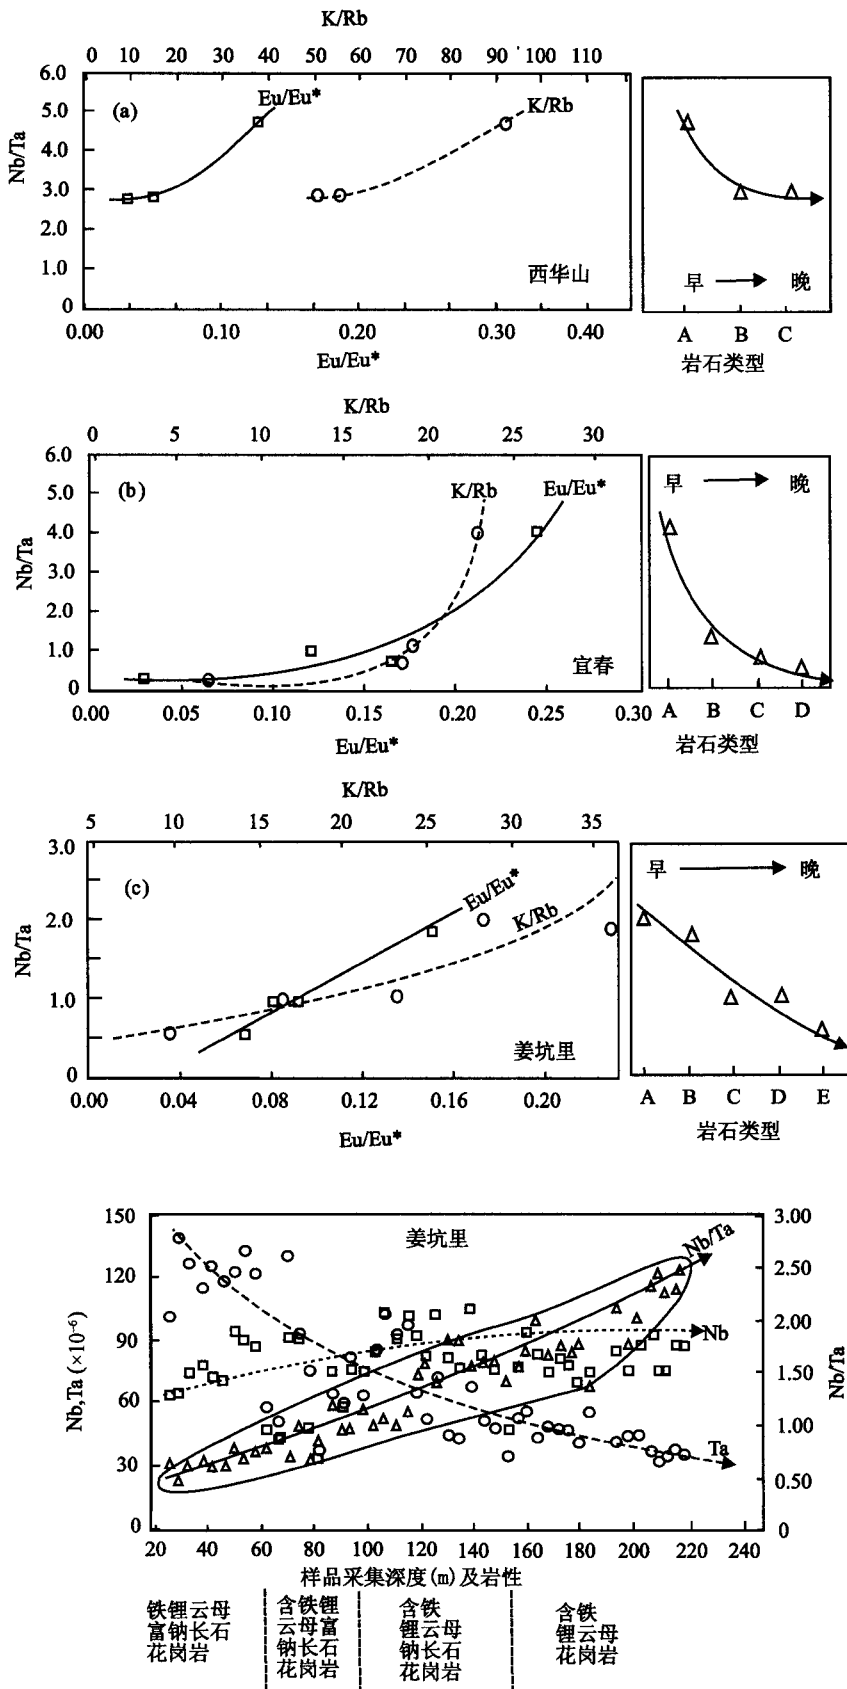 K/Rb
0 10 20 30 40 50 60 70 80 90 100 110
6.0
5.0
4.0
3.0
2.0
1.0
0
Nb/Ta
(a)
Eu/Eu*
K/Rb
西华山
0.00 0.10 0.20 0.30 0.40
Eu/Eu*
早 晚
A B C
岩石类型
K/Rb
0 5 10 15 20 25 30
6.0
5.0
4.0
3.0
2.0
1.0
0
Nb/Ta
(b)
K/Rb
Eu/Eu*
宜春
0.00 0.05 0.10 0.15 0.20 0.25 0.30
Eu/Eu*
早 晚
A B C D
岩石类型
K/Rb
5 10 15 20 25 30 35
3.0
2.0
1.0
0
Nb/Ta
(c)
Eu/Eu*
K/Rb
姜坑里
0.00 0.04 0.08 0.12 0.16 0.20
Eu/Eu*
早 晚
A B C D E
岩石类型
150
120
90
60
30
0
Nb,Ta (×10⁻⁶)
姜坑里
Nb/Ta
Nb
Ta
3.00
2.50
2.00
1.50
1.00
0.50
0
Nb/Ta
20 40 60 80 100 120 140 160 180 200 220 240
样品采集深度(m)及岩性
铁锂云母
富钠长石
花岗岩
含铁锂
云母富
钠长石
花岗岩
含铁
锂云母
钠长石
花岗岩
含铁
锂云母
花岗岩